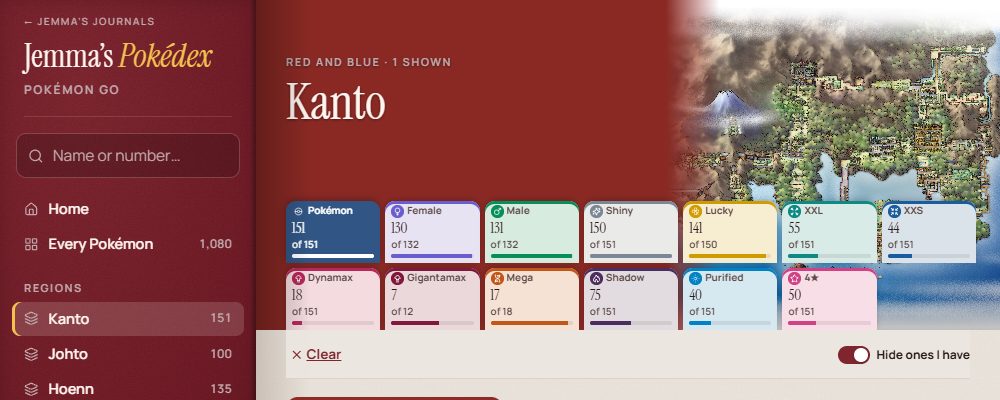 ← JEMMA'S JOURNALS
Jemma's Pokédex
POKÉMON GO
Name or number...
Home
Every Pokémon 1,080
REGIONS
Kanto 151
Johto 100
Hoenn 135
RED AND BLUE · 1 SHOWN
Kanto
Pokémon
151
of 151
Female
130
of 132
Male
131
of 132
Shiny
150
of 151
Lucky
141
of 150
XXL
55
of 151
XXS
44
of 151
Dynamax
18
of 151
Gigantamax
7
of 12
Mega
17
of 18
Shadow
75
of 151
Purified
40
of 151
4★
50
of 151
× Clear
Hide ones I have